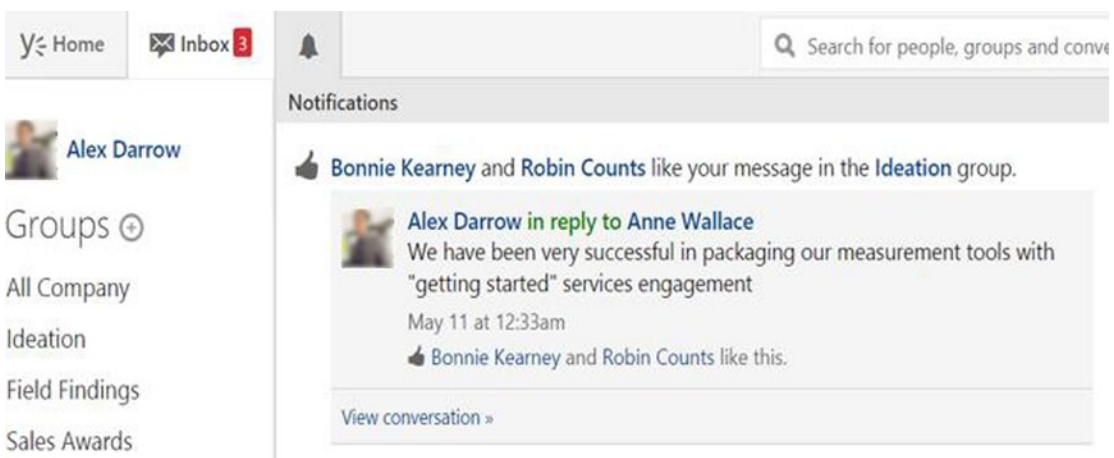 Home
Inbox 3
Search for people, groups and conve
Notifications
Alex Darrow
Groups
All Company
Ideation
Field Findings
Sales Awards
Bonnie Kearney and Robin Counts like your message in the Ideation group.
Alex Darrow in reply to Anne Wallace
We have been very successful in packaging our measurement tools with
"getting started" services engagement
May 11 at 12:33am
Bonnie Kearney and Robin Counts like this.
View conversation »